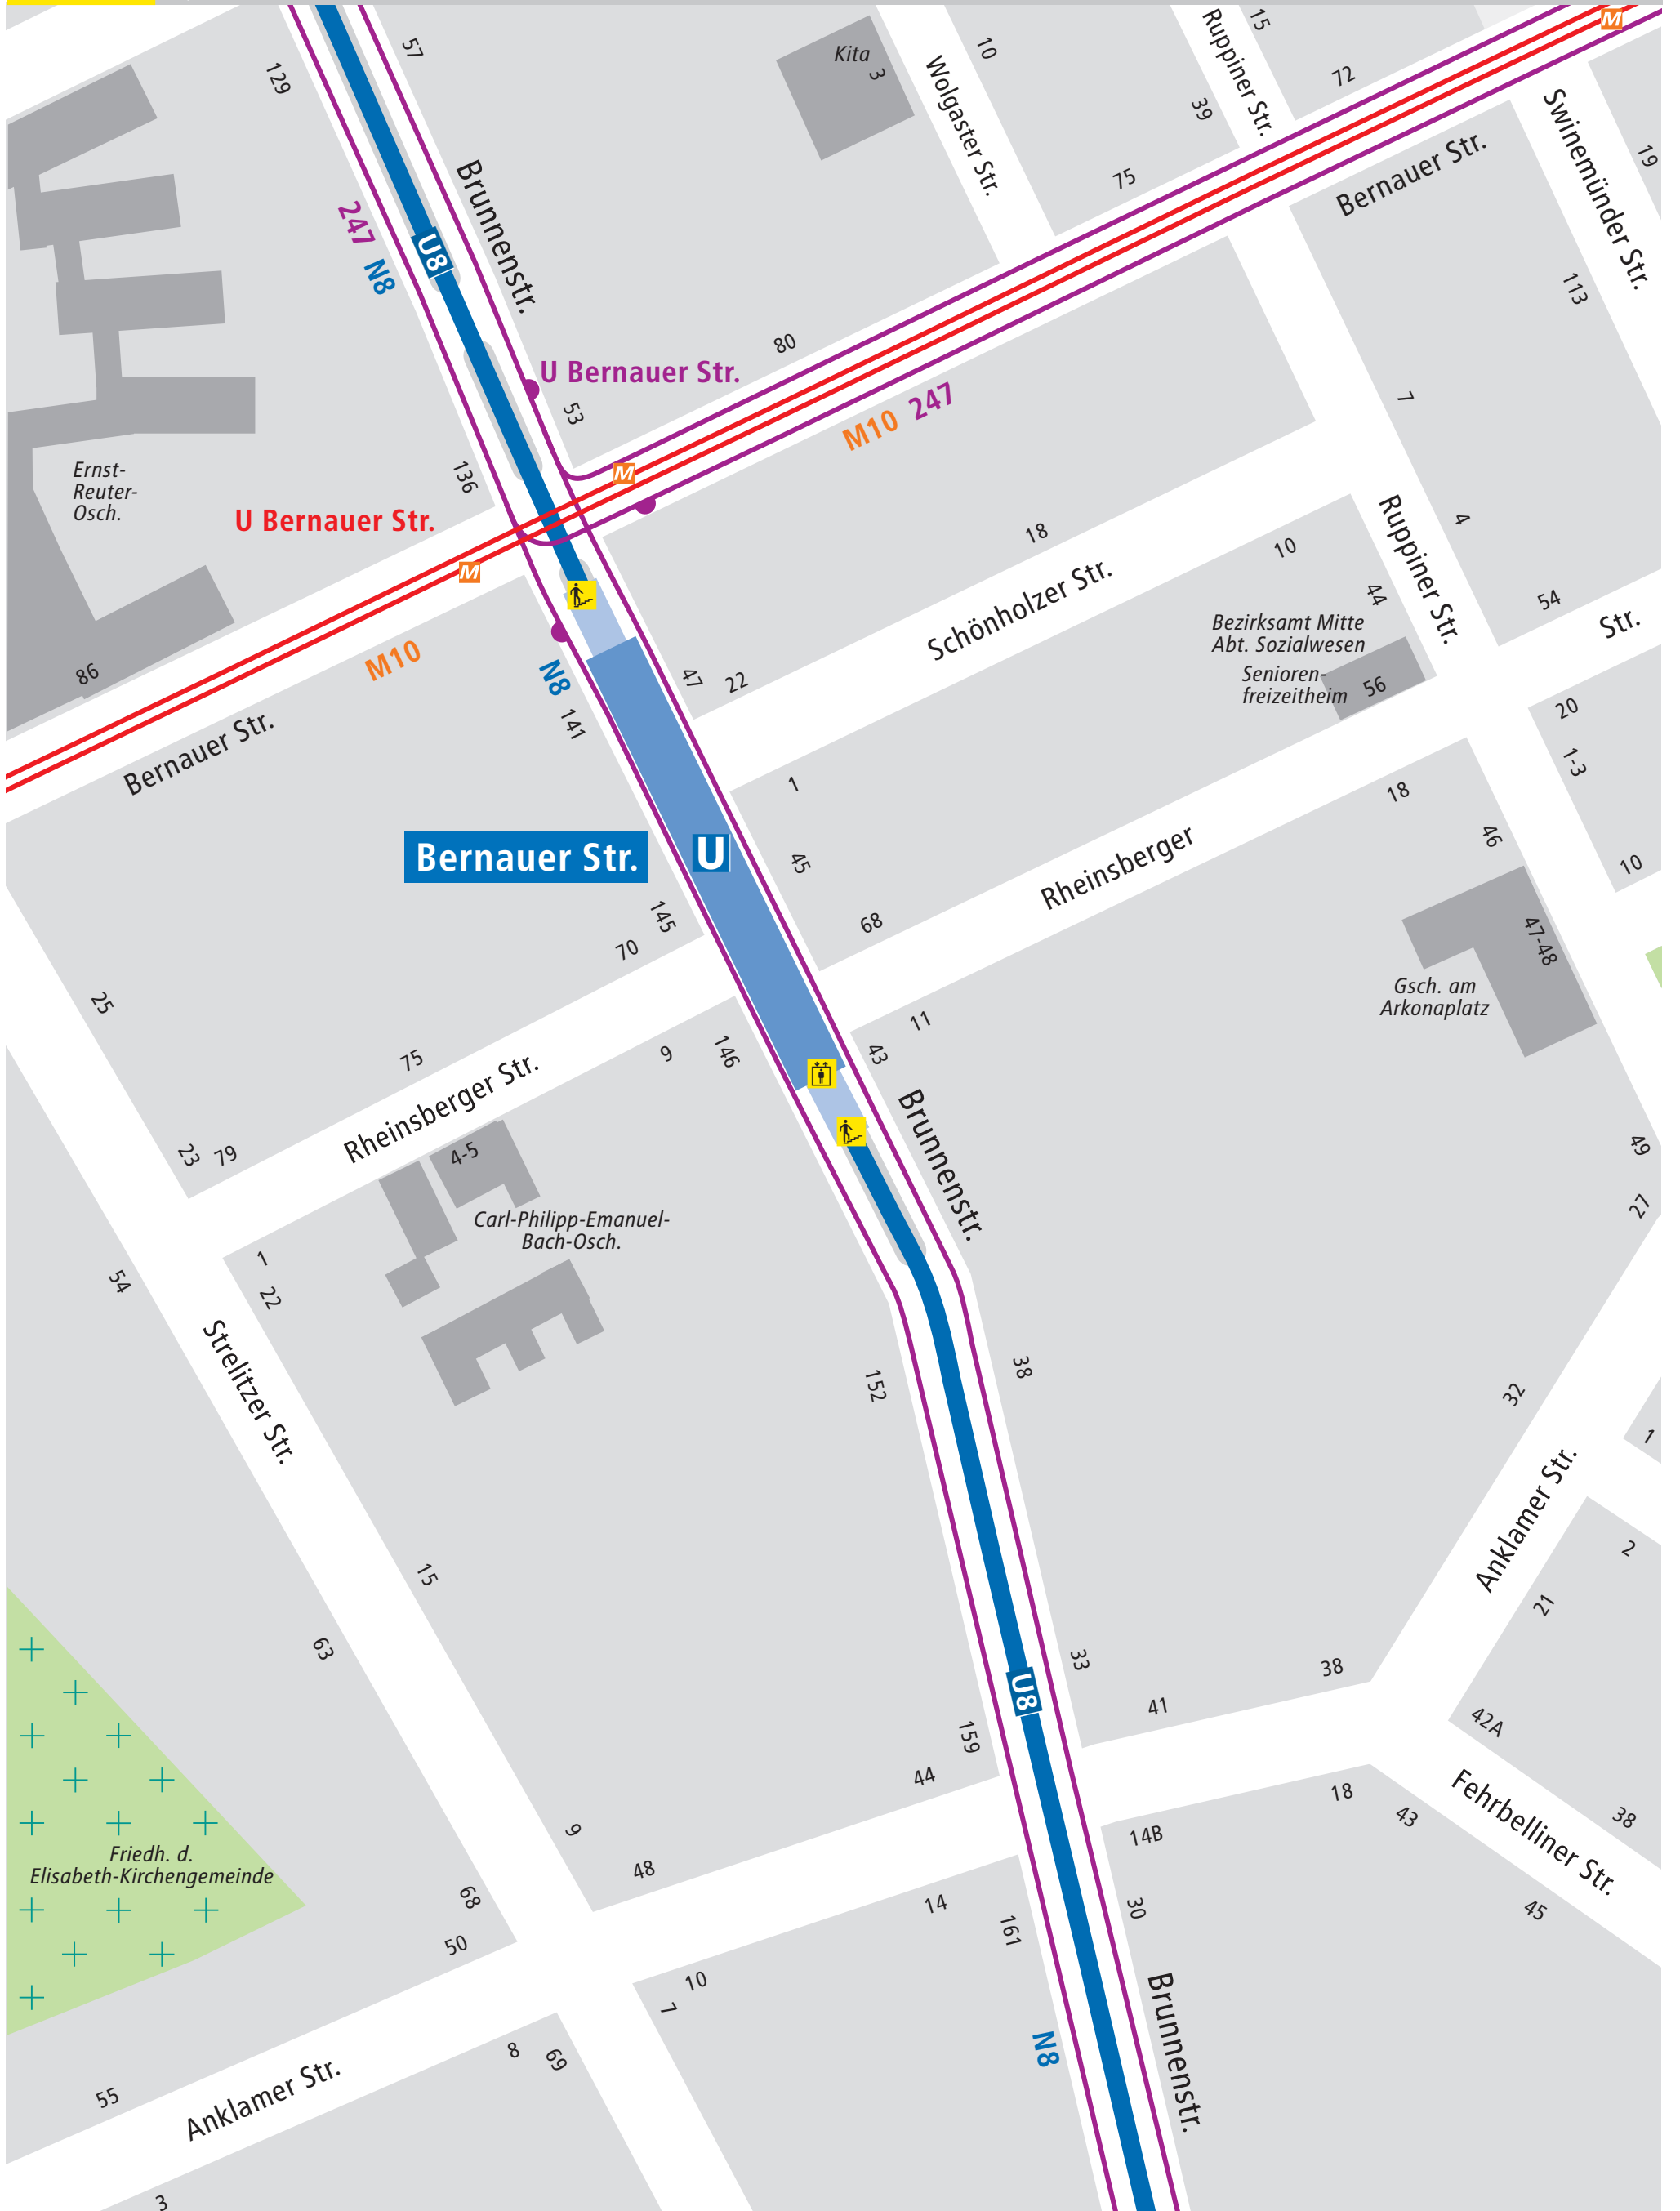 129
57
Kita
3
10
Wolgaster Str.
Ruppiner Str.
15
39
72
M
Swinemünder Str.
19
75
Bernauer Str.
Brunnenstr.
247
N8
U8
113
80
U Bernauer Str.
53
M10 247
7
136
Ernst-
Reuter-
Osch.
M
U Bernauer Str.
M
18
10
Ruppiner Str.
4
Schönholzer Str.
44
54
Bezirksamt Mitte
Abt. Sozialwesen
Str.
Senioren-
freizeitheim
56
86
M10
N8
47
22
141
20
Bernauer Str.
1
1-3
18
Bernauer Str.
U
45
Rheinsberger
46
10
145
70
68
47-48
Gsch. am
Arkonaplatz
25
11
75
9
146
43
Rheinsberger Str.
Brunnenstr.
23
79
4-5
49
27
Carl-Philipp-Emanuel-
Bach-Osch.
1
54
22
Strelitzer Str.
152
38
32
1
Anklamer Str.
15
2
21
63
33
38
U8
41
42A
159
44
18
43
Fehrbelliner Str.
38
9
14B
Friedh. d.
Elisabeth-Kirchengemeinde
48
68
14
30
45
161
50
10
7
Brunnenstr.
N8
8
69
55
Anklamer Str.
3